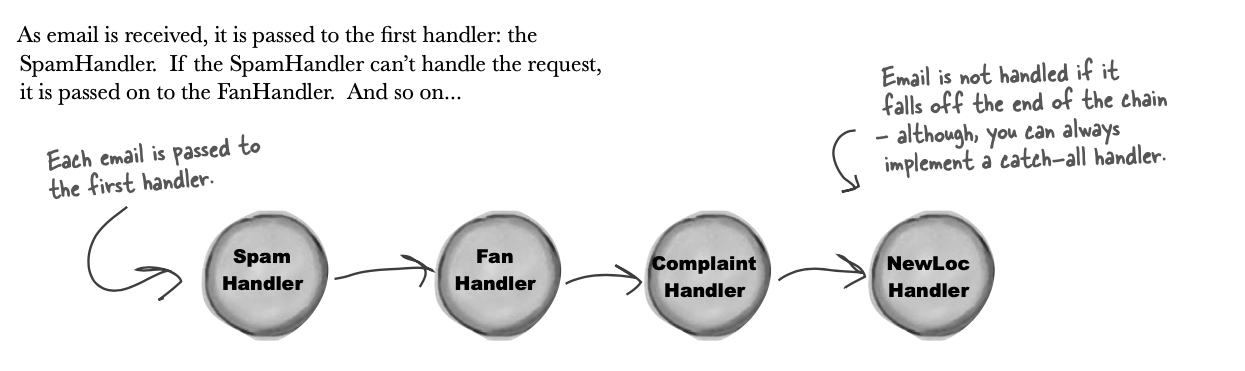 As email is received, it is passed to the first handler: the
SpamHandler.  If the SpamHandler can’t handle the request,
it is passed on to the FanHandler.  And so on...
Email is not handled if it
falls off the end of the chain
– although, you can always
implement a catch–all handler.
Each email is passed to
the first handler.
Spam
Handler
Fan
Handler
Complaint
Handler
NewLoc
Handler